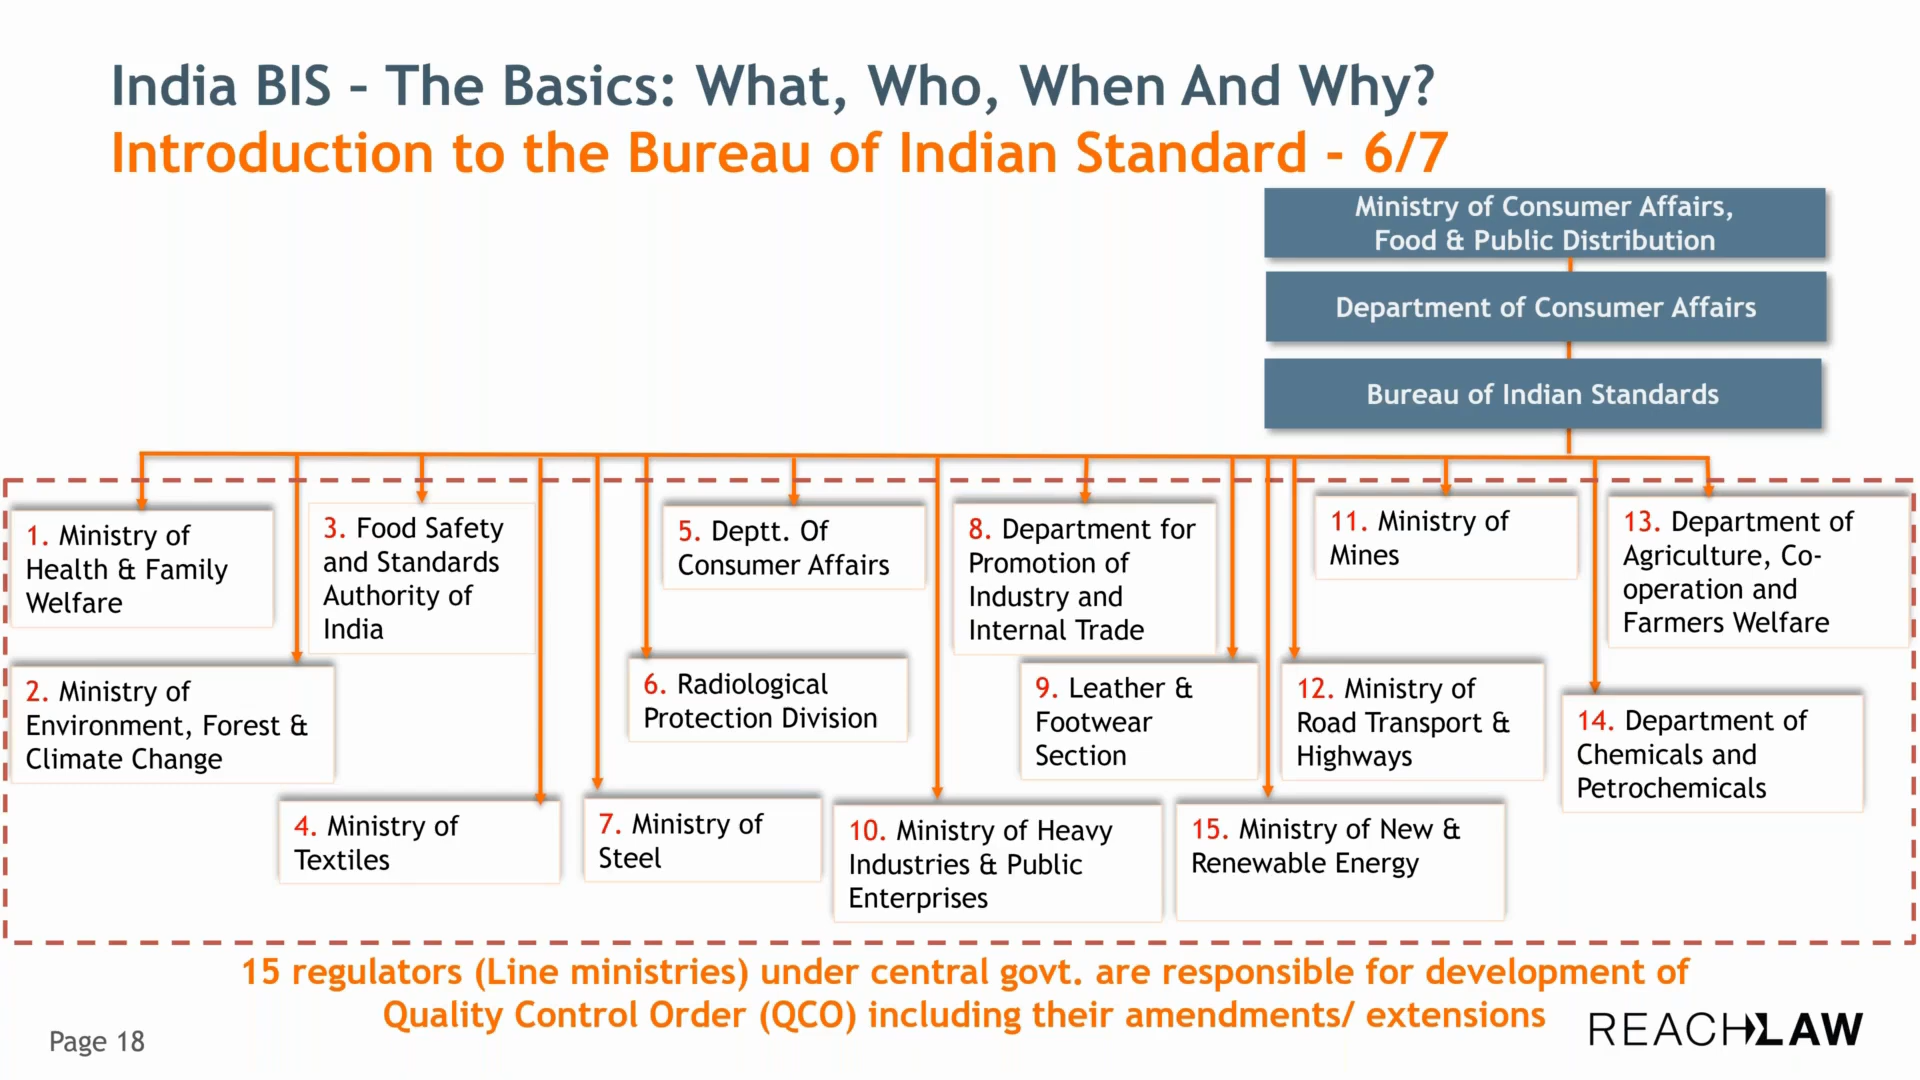 India BIS - The Basics: What, Who, When And Why?
Introduction to the Bureau of Indian Standard - 6/7
Ministry of Consumer Affairs,
Food & Public Distribution
Department of Consumer Affairs
Bureau of Indian Standards
1. Ministry of
Health & Family
Welfare
2. Ministry of
Environment, Forest &
Climate Change
3. Food Safety
and Standards
Authority of
India
4. Ministry of
Textiles
5. Deptt. Of
Consumer Affairs
6. Radiological
Protection Division
7. Ministry of
Steel
8. Department for
Promotion of
Industry and
Internal Trade
9. Leather &
Footwear
Section
10. Ministry of Heavy
Industries & Public
Enterprises
11. Ministry of
Mines
12. Ministry of
Road Transport &
Highways
13. Department of
Agriculture, Co-
operation and
Farmers Welfare
14. Department of
Chemicals and
Petrochemicals
15. Ministry of New &
Renewable Energy
15 regulators (Line ministries) under central govt. are responsible for development of
Quality Control Order (QCO) including their amendments/ extensions
Page 18
REACHLAW